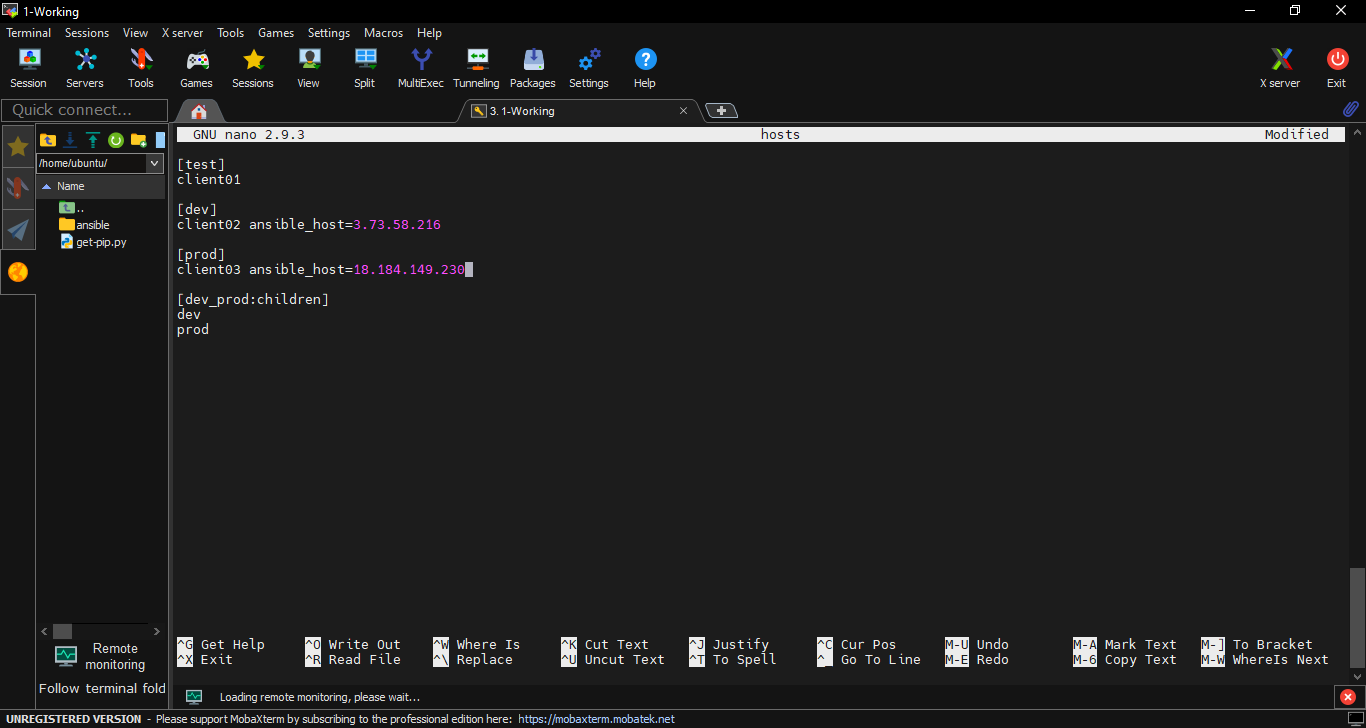 1-Working
Terminal Sessions View X server Tools Games Settings Macros Help
Session Servers Tools Games Sessions View Split MultiExec Tunneling Packages Settings Help X server Exit
Quick connect...
3. 1-Working
/home/ubuntu/
Name
..
ansible
get-pip.py
GNU nano 2.9.3 hosts Modified
[test]
client01
[dev]
client02 ansible_host=3.73.58.216
[prod]
client03 ansible_host=18.184.149.230
[dev_prod:children]
dev
prod
^G Get Help ^O Write Out ^W Where Is ^K Cut Text ^J Justify ^C Cur Pos M-U Undo M-A Mark Text M-] To Bracket
^X Exit ^R Read File ^\ Replace ^U Uncut Text ^T To Spell ^_ Go To Line M-E Redo M-6 Copy Text M-W WhereIs Next
Remote
monitoring
Follow terminal fold
Loading remote monitoring, please wait...
UNREGISTERED VERSION - Please support MobaXterm by subscribing to the professional edition here: https://mobaxterm.mobatek.net